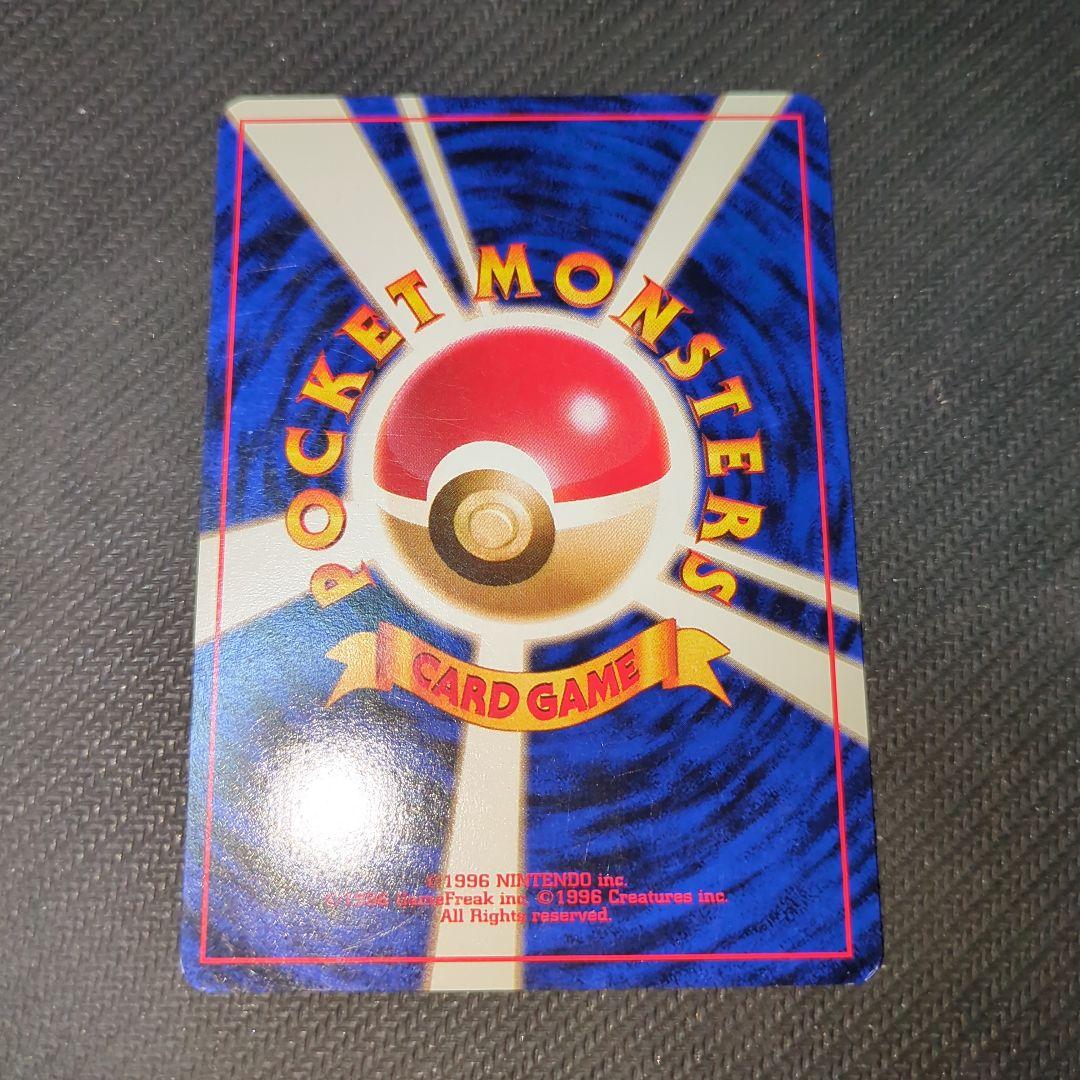 POCKET MONSTERS
CARD GAME
©1996 NINTENDO inc.
©1996 GameFreak inc. ©1996 Creatures inc.
All Rights reserved.